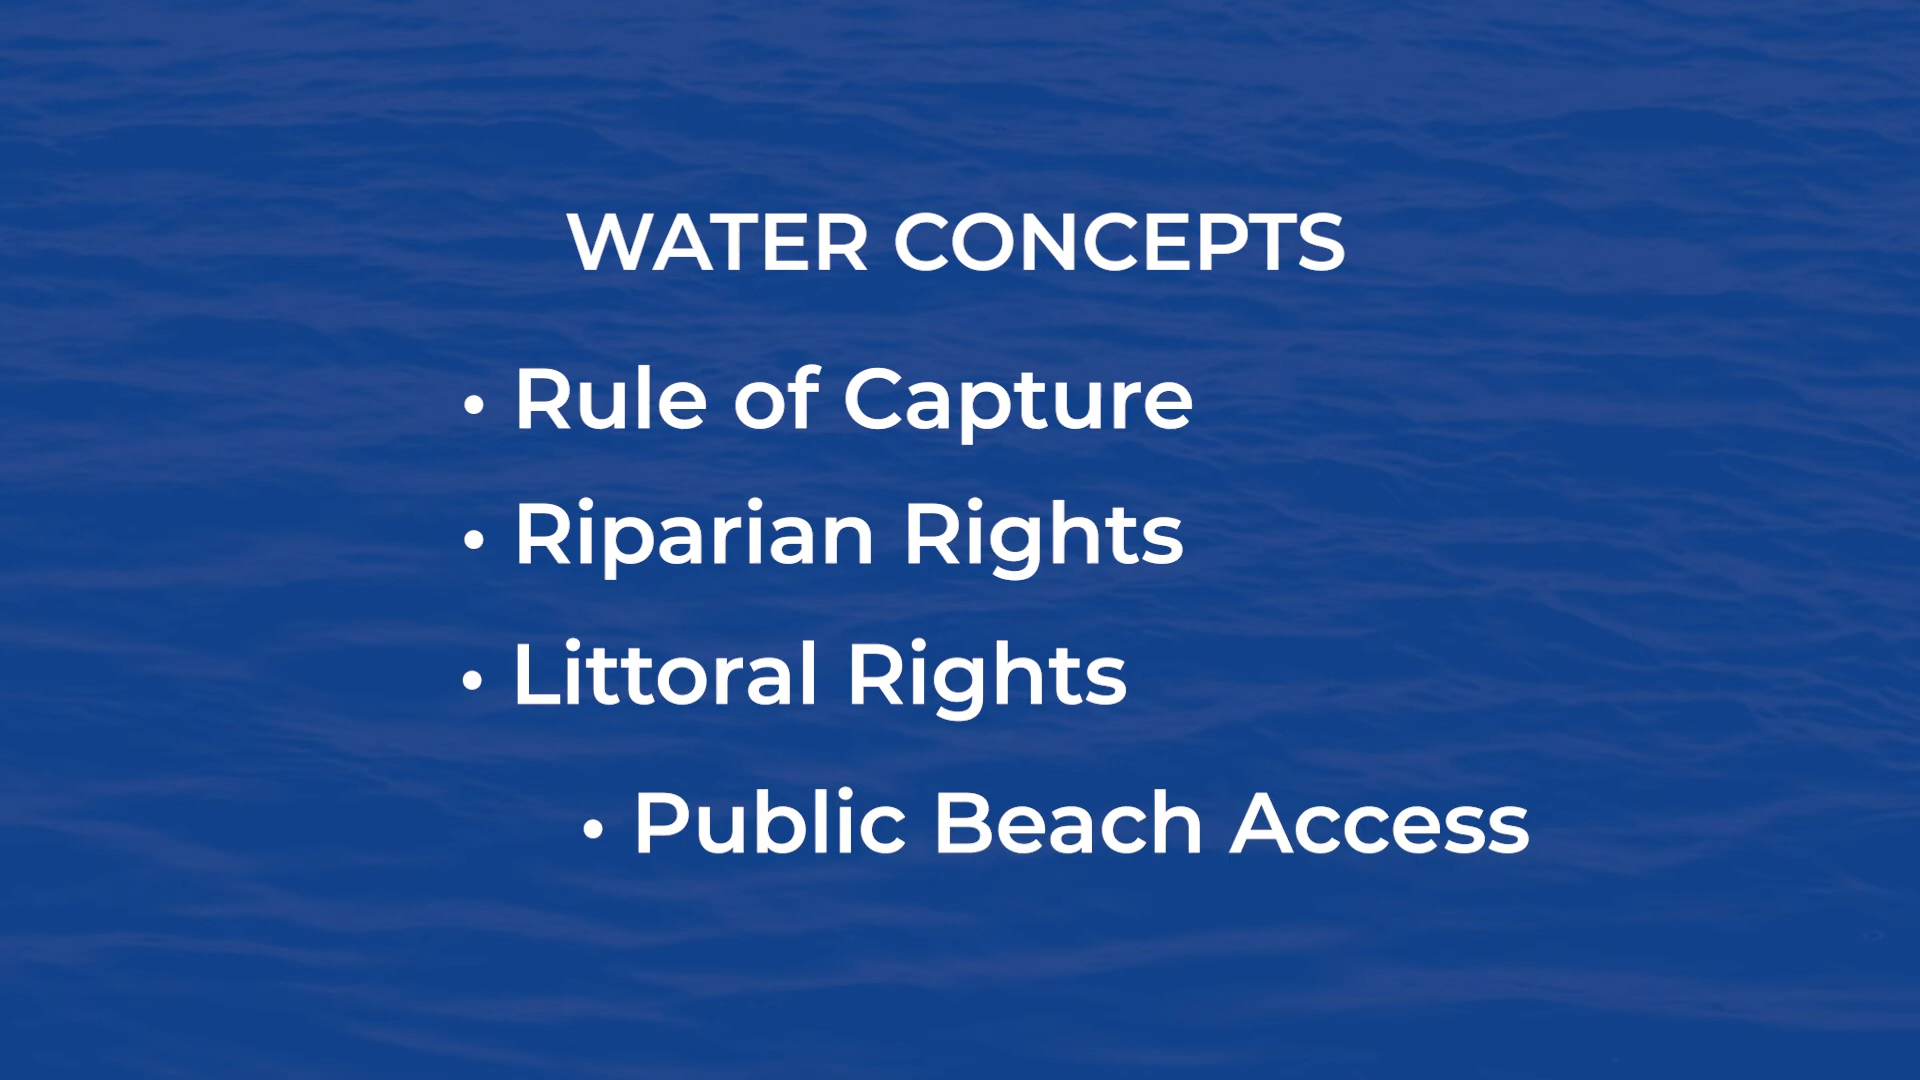 WATER CONCEPTS
• Rule of Capture
• Riparian Rights
• Littoral Rights
• Public Beach Access